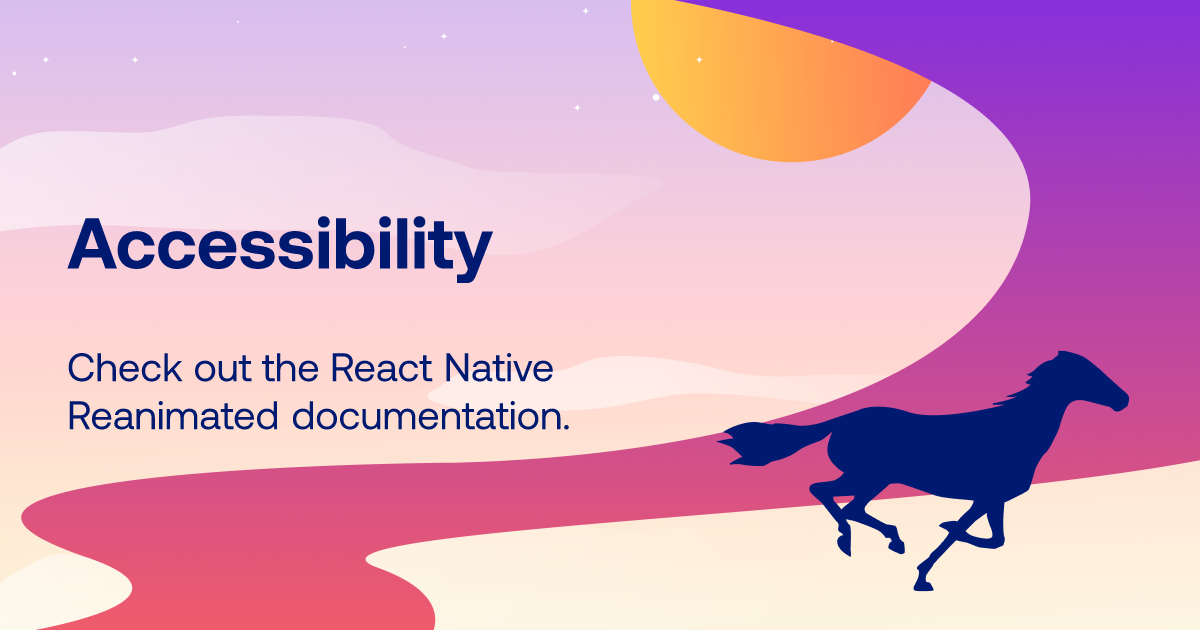 Accessibility
Check out the React Native
Reanimated documentation.